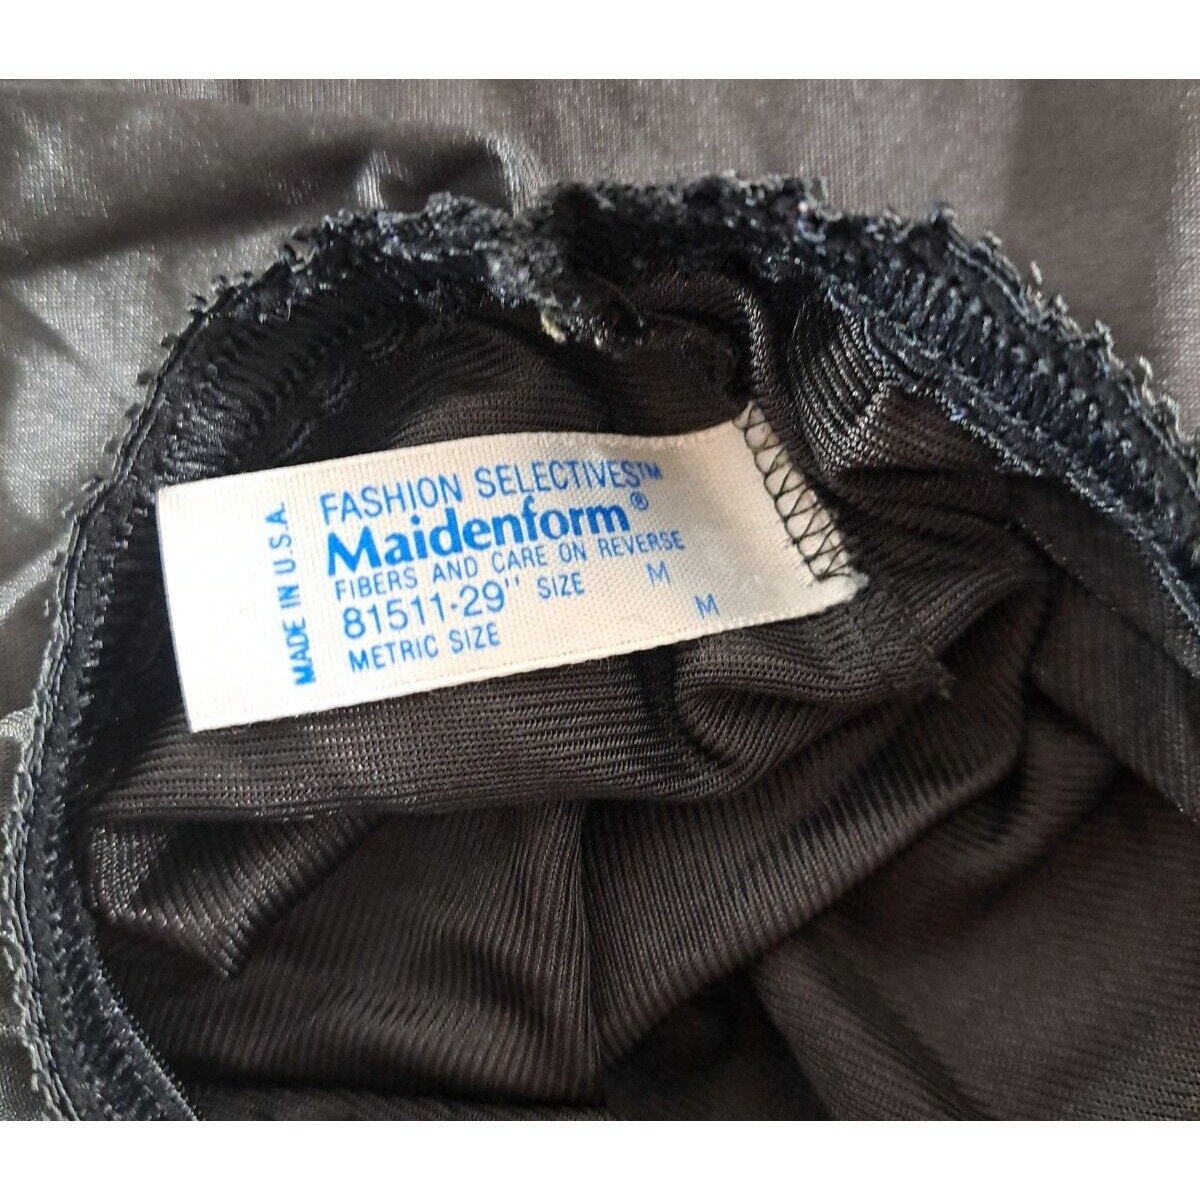 MADE IN U.S.A.
FASHION SELECTIVES™
Maidenform®
FIBERS AND CARE ON REVERSE
81511-29" SIZE M
METRIC SIZE M